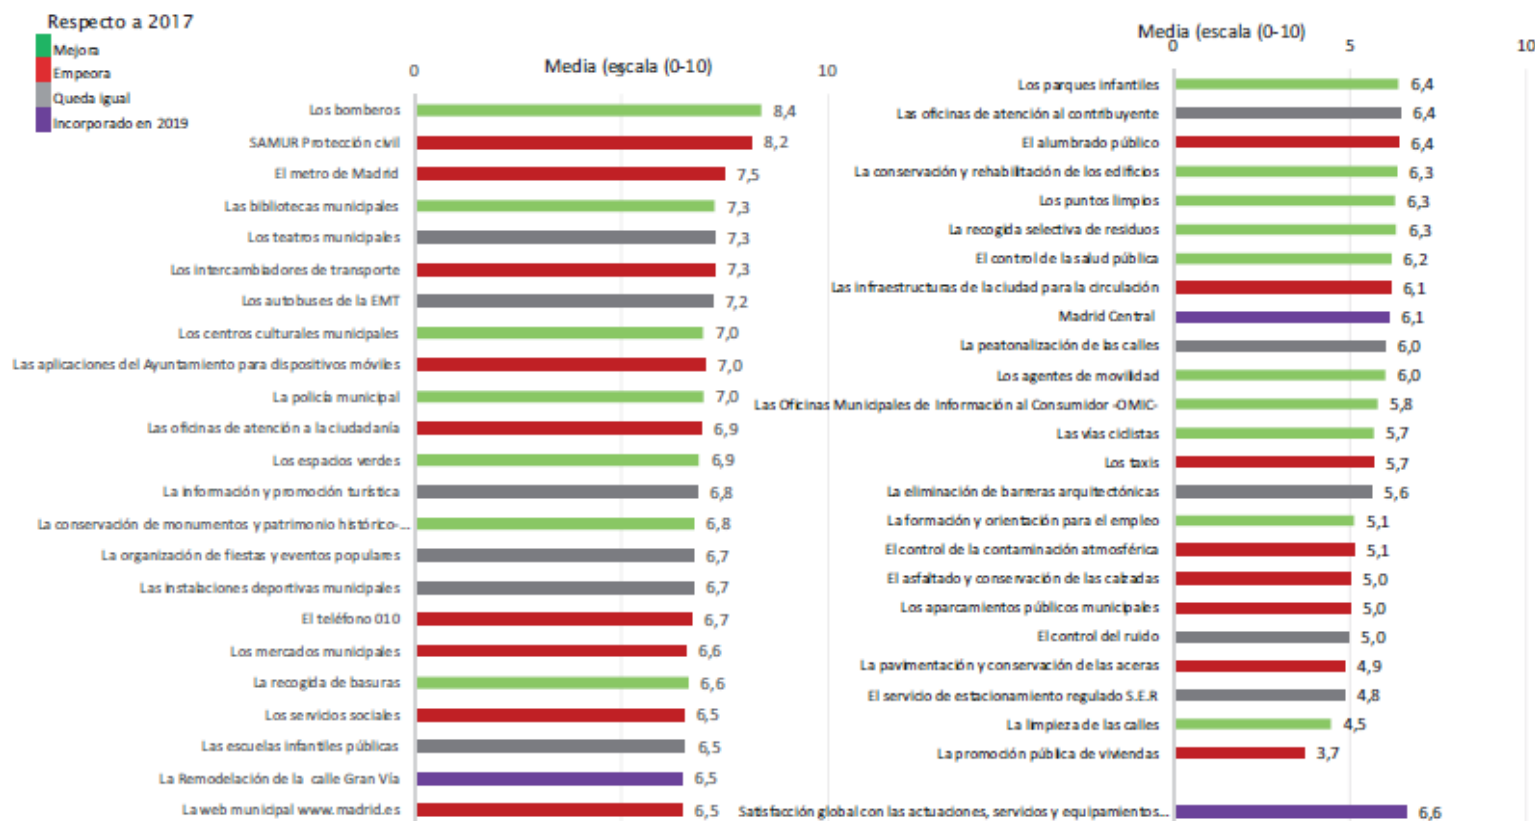 Respecto a 2017
Mejora
Empeora
Queda igual
Incorporado en 2019
Media (escala (0-10)
0 5 10
Los bomberos 8,4
SAMUR Protección civil 8,2
El metro de Madrid 7,5
Las bibliotecas municipales 7,3
Los teatros municipales 7,3
Los intercambiadores de transporte 7,3
Los autobuses de la EMT 7,2
Los centros culturales municipales 7,0
Las aplicaciones del Ayuntamiento para dispositivos móviles 7,0
La policía municipal 7,0
Las oficinas de atención a la ciudadanía 6,9
Los espacios verdes 6,9
La información y promoción turística 6,8
La conservación de monumentos y patrimonio histórico-... 6,8
La organización de fiestas y eventos populares 6,7
Las instalaciones deportivas municipales 6,7
El teléfono 010 6,7
Los mercados municipales 6,6
La recogida de basuras 6,6
Los servicios sociales 6,5
Las escuelas infantiles públicas 6,5
La Remodelación de la calle Gran Vía 6,5
La web municipal www.madrid.es 6,5
Media (escala (0-10)
0 5 10
Los parques infantiles 6,4
Las oficinas de atención al contribuyente 6,4
El alumbrado público 6,4
La conservación y rehabilitación de los edificios 6,3
Los puntos limpios 6,3
La recogida selectiva de residuos 6,3
El control de la salud pública 6,2
Las infraestructuras de la ciudad para la circulación 6,1
Madrid Central 6,1
La peatonalización de las calles 6,0
Los agentes de movilidad 6,0
Las Oficinas Municipales de Información al Consumidor -OMIC- 5,8
Las vías ciclistas 5,7
Los taxis 5,7
La eliminación de barreras arquitectónicas 5,6
La formación y orientación para el empleo 5,1
El control de la contaminación atmosférica 5,1
El asfaltado y conservación de las calzadas 5,0
Los aparcamientos públicos municipales 5,0
El control del ruido 5,0
La pavimentación y conservación de las aceras 4,9
El servicio de estacionamiento regulado S.E.R 4,8
La limpieza de las calles 4,5
La promoción pública de viviendas 3,7
Satisfacción global con las actuaciones, servicios y equipamientos... 6,6